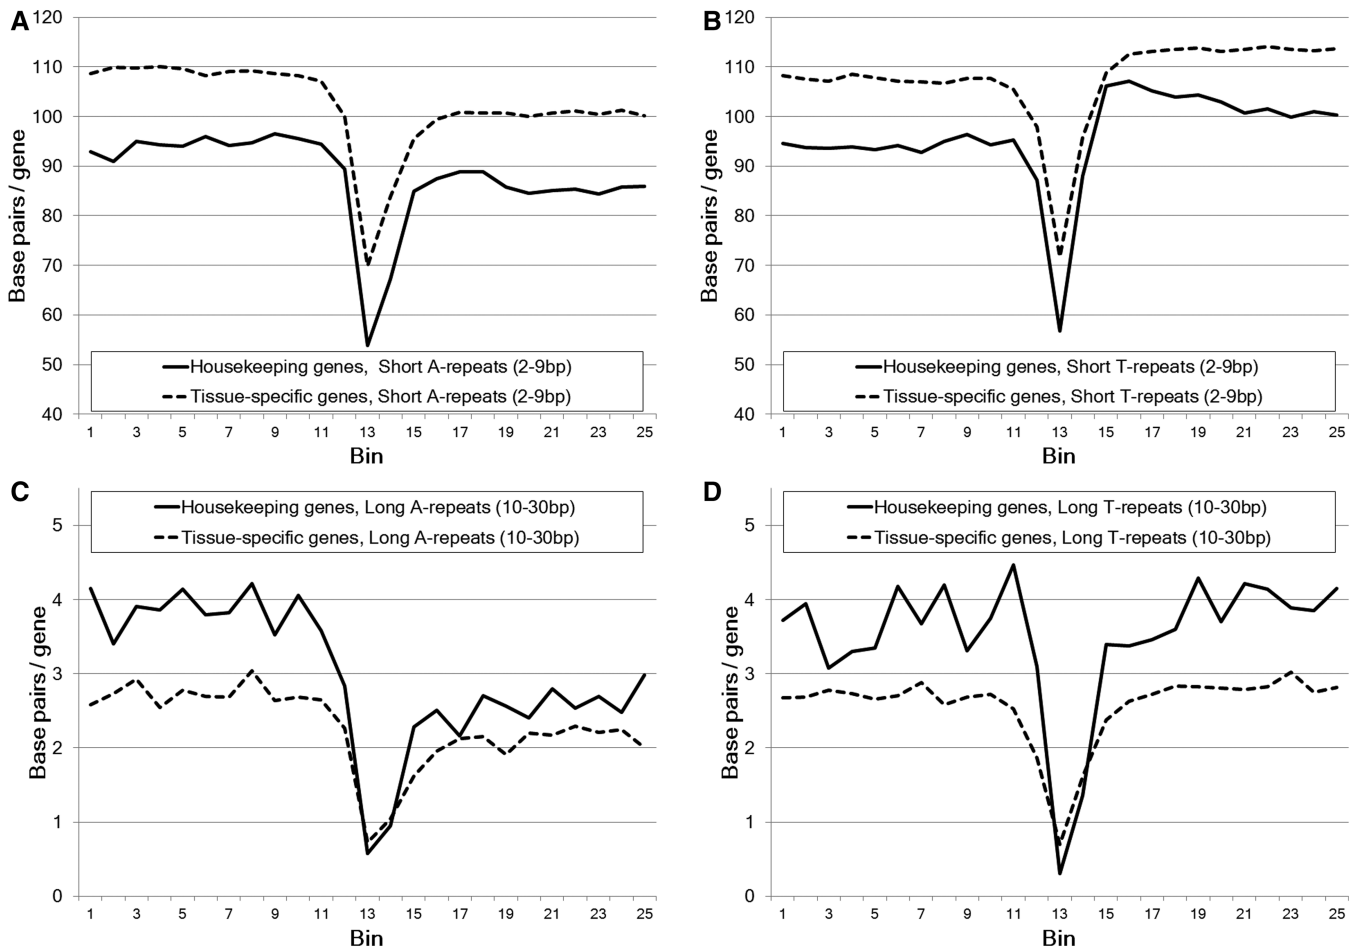 A
120
110
100
90
80
70
60
50
40
Base pairs / gene
Housekeeping genes, Short A-repeats (2-9bp)
Tissue-specific genes, Short A-repeats (2-9bp)
1 3 5 7 9 11 13 15 17 19 21 23 25
Bin
B
120
110
100
90
80
70
60
50
40
Base pairs / gene
Housekeeping genes, Short T-repeats (2-9bp)
Tissue-specific genes, Short T-repeats (2-9bp)
1 3 5 7 9 11 13 15 17 19 21 23 25
Bin
C
Housekeeping genes, Long A-repeats (10-30bp)
Tissue-specific genes, Long A-repeats (10-30bp)
5
4
3
2
1
0
Base pairs / gene
1 3 5 7 9 11 13 15 17 19 21 23 25
Bin
D
Housekeeping genes, Long T-repeats (10-30bp)
Tissue-specific genes, Long T-repeats (10-30bp)
5
4
3
2
1
0
Base pairs / gene
1 3 5 7 9 11 13 15 17 19 21 23 25
Bin